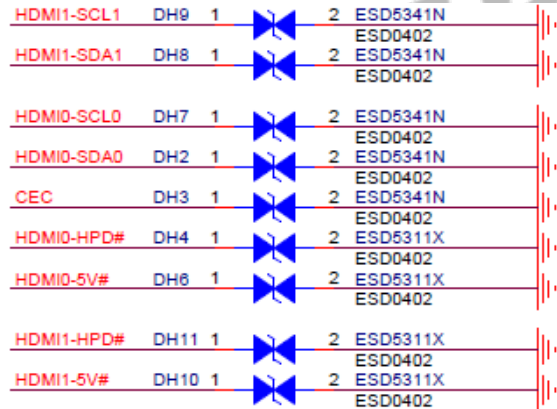 HDMI1-SCL1 DH9 1 2 ESD5341N
ESD0402
HDMI1-SDA1 DH8 1 2 ESD5341N
ESD0402
HDMI0-SCL0 DH7 1 2 ESD5341N
ESD0402
HDMI0-SDA0 DH2 1 2 ESD5341N
ESD0402
CEC DH3 1 2 ESD5341N
ESD0402
HDMI0-HPD# DH4 1 2 ESD5311X
ESD0402
HDMI0-5V# DH6 1 2 ESD5311X
ESD0402
HDMI1-HPD# DH11 1 2 ESD5311X
ESD0402
HDMI1-5V# DH10 1 2 ESD5311X
ESD0402